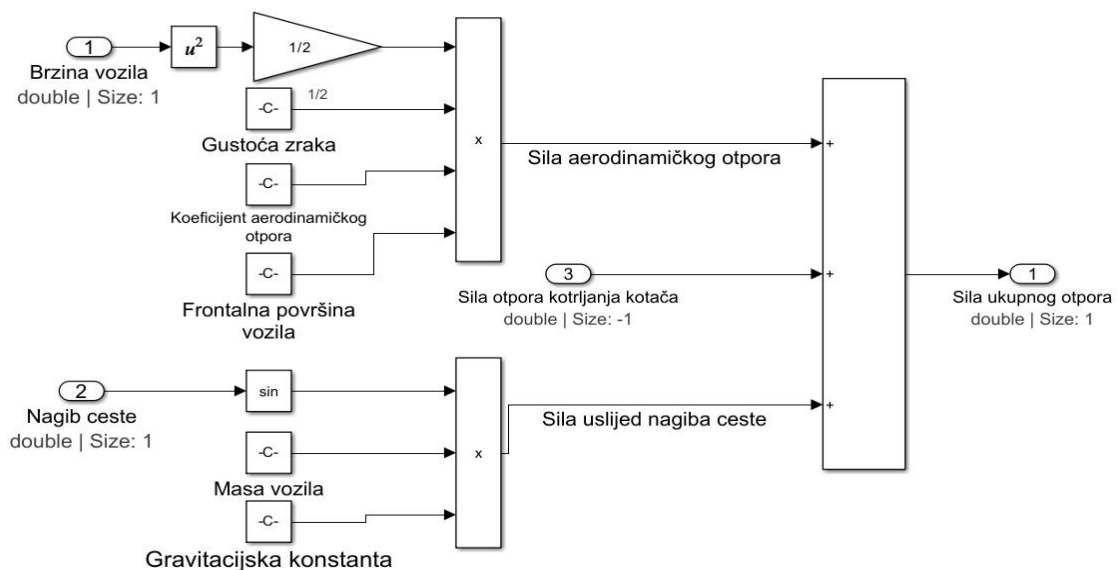 1
Brzina vozila
double | Size: 1
u²
1/2
1/2
-C-
Gustoća zraka
-C-
Koeficijent aerodinamičkog
otpora
-C-
Frontalna površina
vozila
x
Sila aerodinamičkog otpora
3
Sila otpora kotrljanja kotača
double | Size: -1
2
Nagib ceste
double | Size: 1
sin
-C-
Masa vozila
-C-
Gravitacijska konstanta
x
Sila uslijed nagiba ceste
+
+
+
1
Sila ukupnog otpora
double | Size: 1